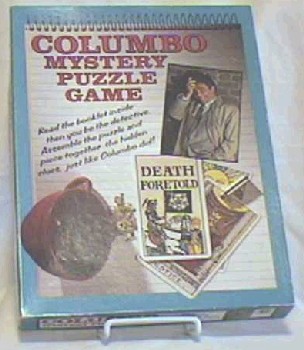 COLUMBO
MYSTERY
PUZZLE
GAME
Read the booklet inside
then you be the detective.
Assemble the puzzle and
piece together the hidden
clues, just like Columbo did!
DEATH
FORETOLD
COLUMBO